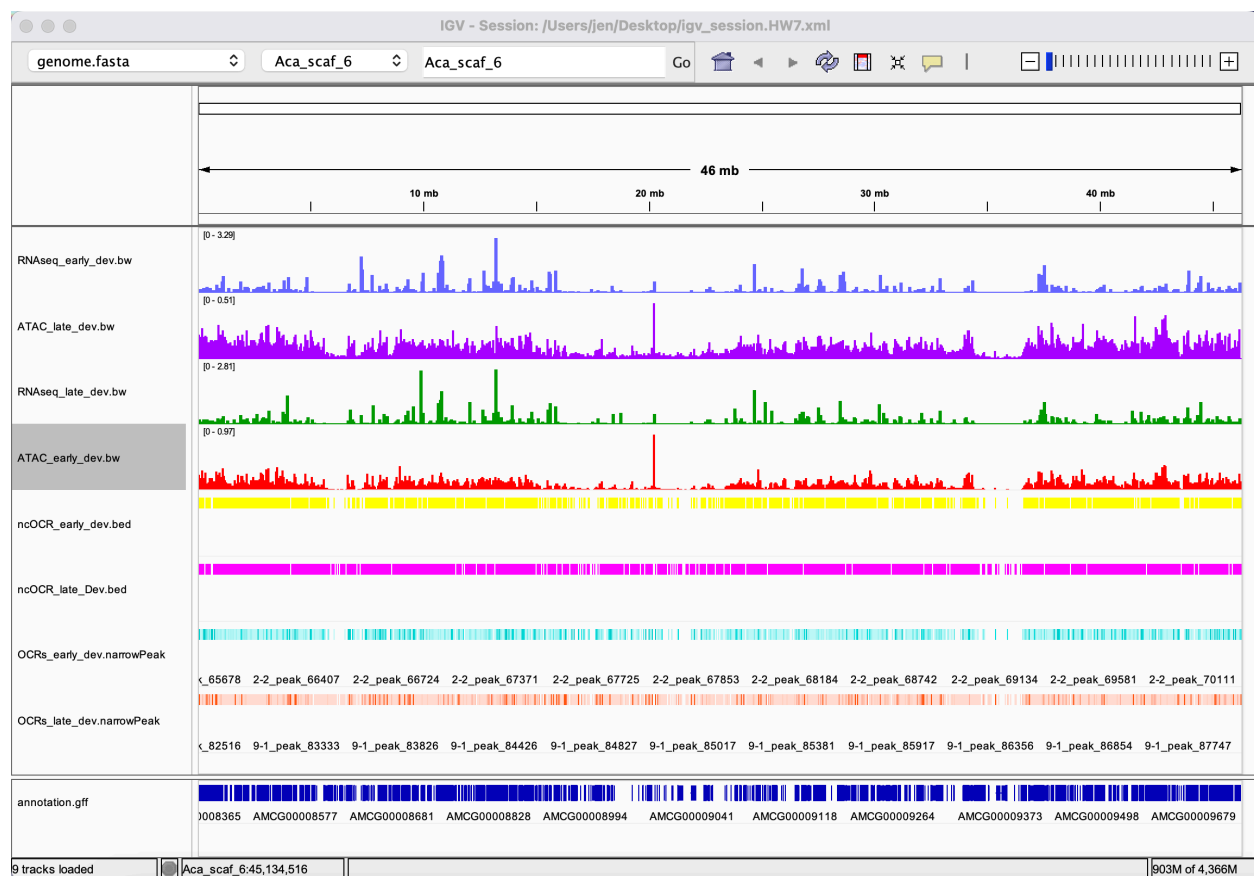 IGV - Session: /Users/jen/Desktop/igv_session.HW7.xml
genome.fasta Aca_scaf_6 Aca_scaf_6 Go
46 mb
10 mb 20 mb 30 mb 40 mb
[0 - 3.29]
RNAseq_early_dev.bw
[0 - 0.51]
ATAC_late_dev.bw
[0 - 2.81]
RNAseq_late_dev.bw
[0 - 0.97]
ATAC_early_dev.bw
ncOCR_early_dev.bed
ncOCR_late_Dev.bed
OCRs_early_dev.narrowPeak
_65678 2-2_peak_66407 2-2_peak_66724 2-2_peak_67371 2-2_peak_67725 2-2_peak_67853 2-2_peak_68184 2-2_peak_68742 2-2_peak_69134 2-2_peak_69581 2-2_peak_70111
OCRs_late_dev.narrowPeak
_82516 9-1_peak_83333 9-1_peak_83826 9-1_peak_84426 9-1_peak_84827 9-1_peak_85017 9-1_peak_85381 9-1_peak_85917 9-1_peak_86356 9-1_peak_86854 9-1_peak_87747
annotation.gff
0008365 AMCG00008577 AMCG00008681 AMCG00008828 AMCG00008994 AMCG00009041 AMCG00009118 AMCG00009264 AMCG00009373 AMCG00009498 AMCG00009679
9 tracks loaded Aca_scaf_6:45,134,516 903M of 4,366M